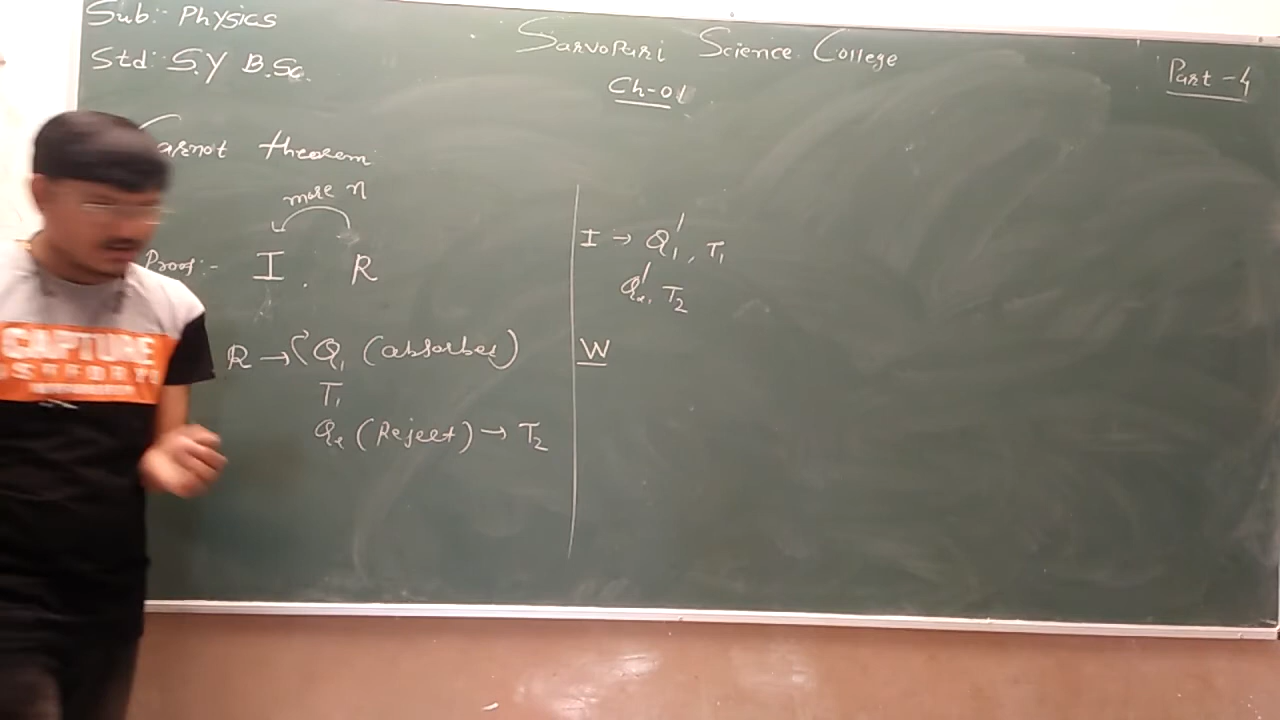 Sub:- Physics
Std:- S.Y B.Sc.
Sarvopari Science College
Ch-01
Part-4
Carnot theorem
more η
Proof:- I . R
R → Q₁ (absorbes)
T₁
Q₂ (Reject) → T₂
I → Q₁′, T₁
Q₂′, T₂
W
CAPTURE